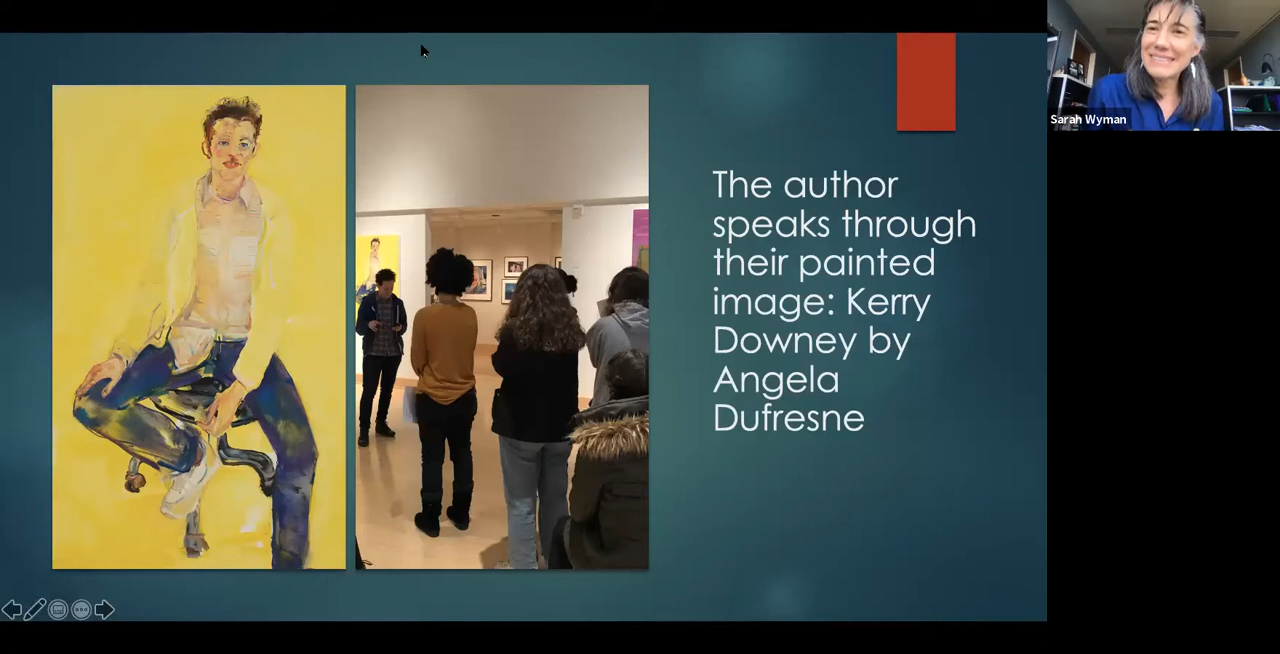 The author
speaks through
their painted
image: Kerry
Downey by
Angela
Dufresne
Sarah Wyman